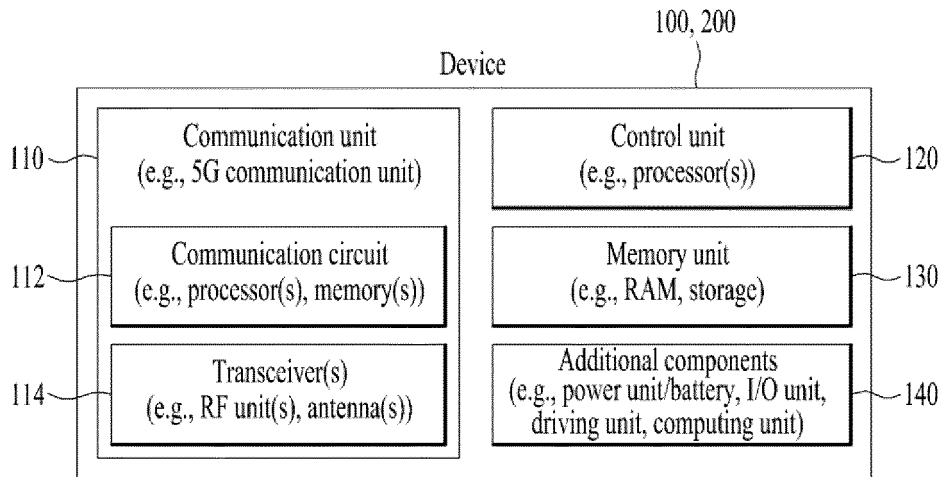 100, 200
Device
110
Communication unit
(e.g., 5G communication unit)
112
Communication circuit
(e.g., processor(s), memory(s))
114
Transceiver(s)
(e.g., RF unit(s), antenna(s))
Control unit
(e.g., processor(s))
120
Memory unit
(e.g., RAM, storage)
130
Additional components
(e.g., power unit/battery, I/O unit,
driving unit, computing unit)
140